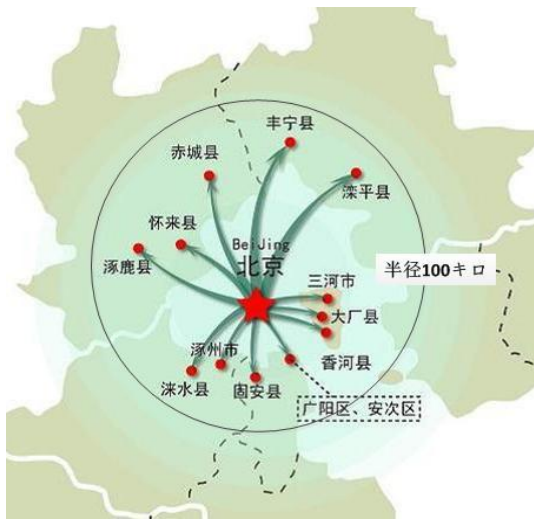 丰宁县
赤城县
滦平县
怀来县
BeiJing
北京
涿鹿县
半径100キロ
三河市
大厂县
涿州市
香河县
涞水县
固安县
广阳区、安次区